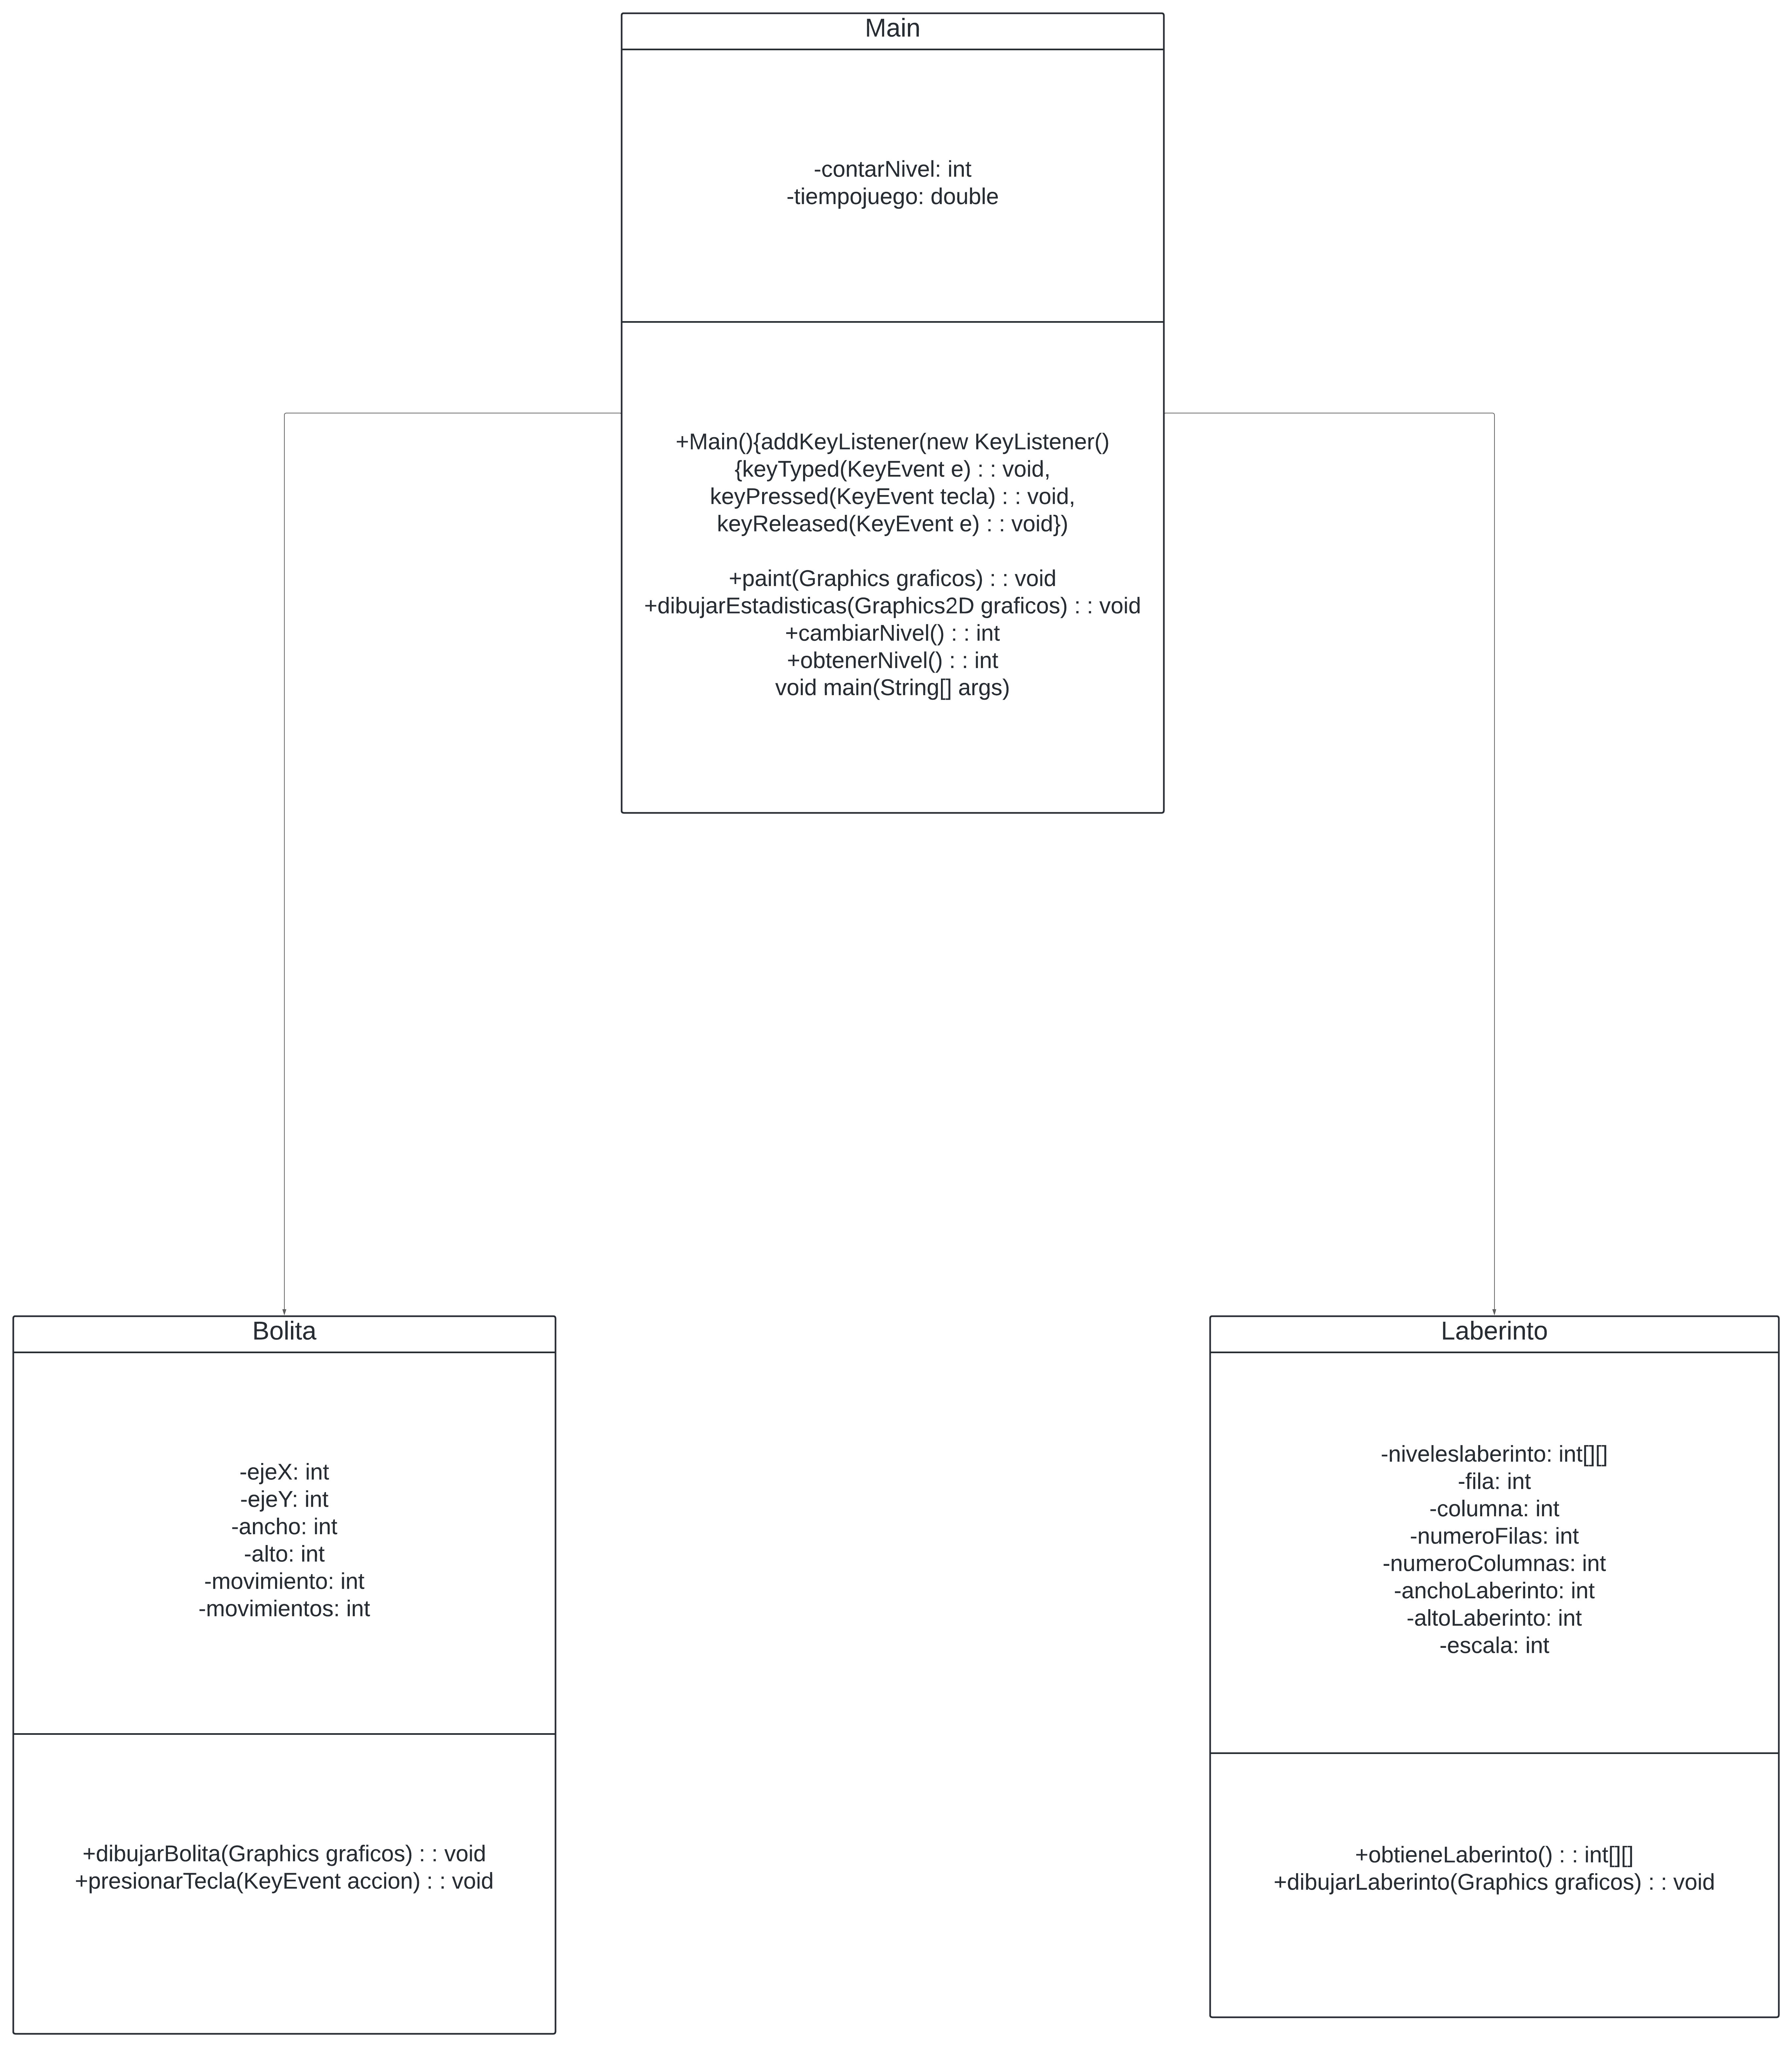 Main
-contarNivel: int
-tiempojuego: double
+Main(){addKeyListener(new KeyListener()
{keyTyped(KeyEvent e) : : void,
keyPressed(KeyEvent tecla) : : void,
keyReleased(KeyEvent e) : : void})
+paint(Graphics graficos) : : void
+dibujarEstadisticas(Graphics2D graficos) : : void
+cambiarNivel() : : int
+obtenerNivel() : : int
void main(String[] args)
Bolita
-ejeX: int
-ejeY: int
-ancho: int
-alto: int
-movimiento: int
-movimientos: int
+dibujarBolita(Graphics graficos) : : void
+presionarTecla(KeyEvent accion) : : void
Laberinto
-niveleslaberinto: int[][]
-fila: int
-columna: int
-numeroFilas: int
-numeroColumnas: int
-anchoLaberinto: int
-altoLaberinto: int
-escala: int
+obtieneLaberinto() : : int[][]
+dibujarLaberinto(Graphics graficos) : : void